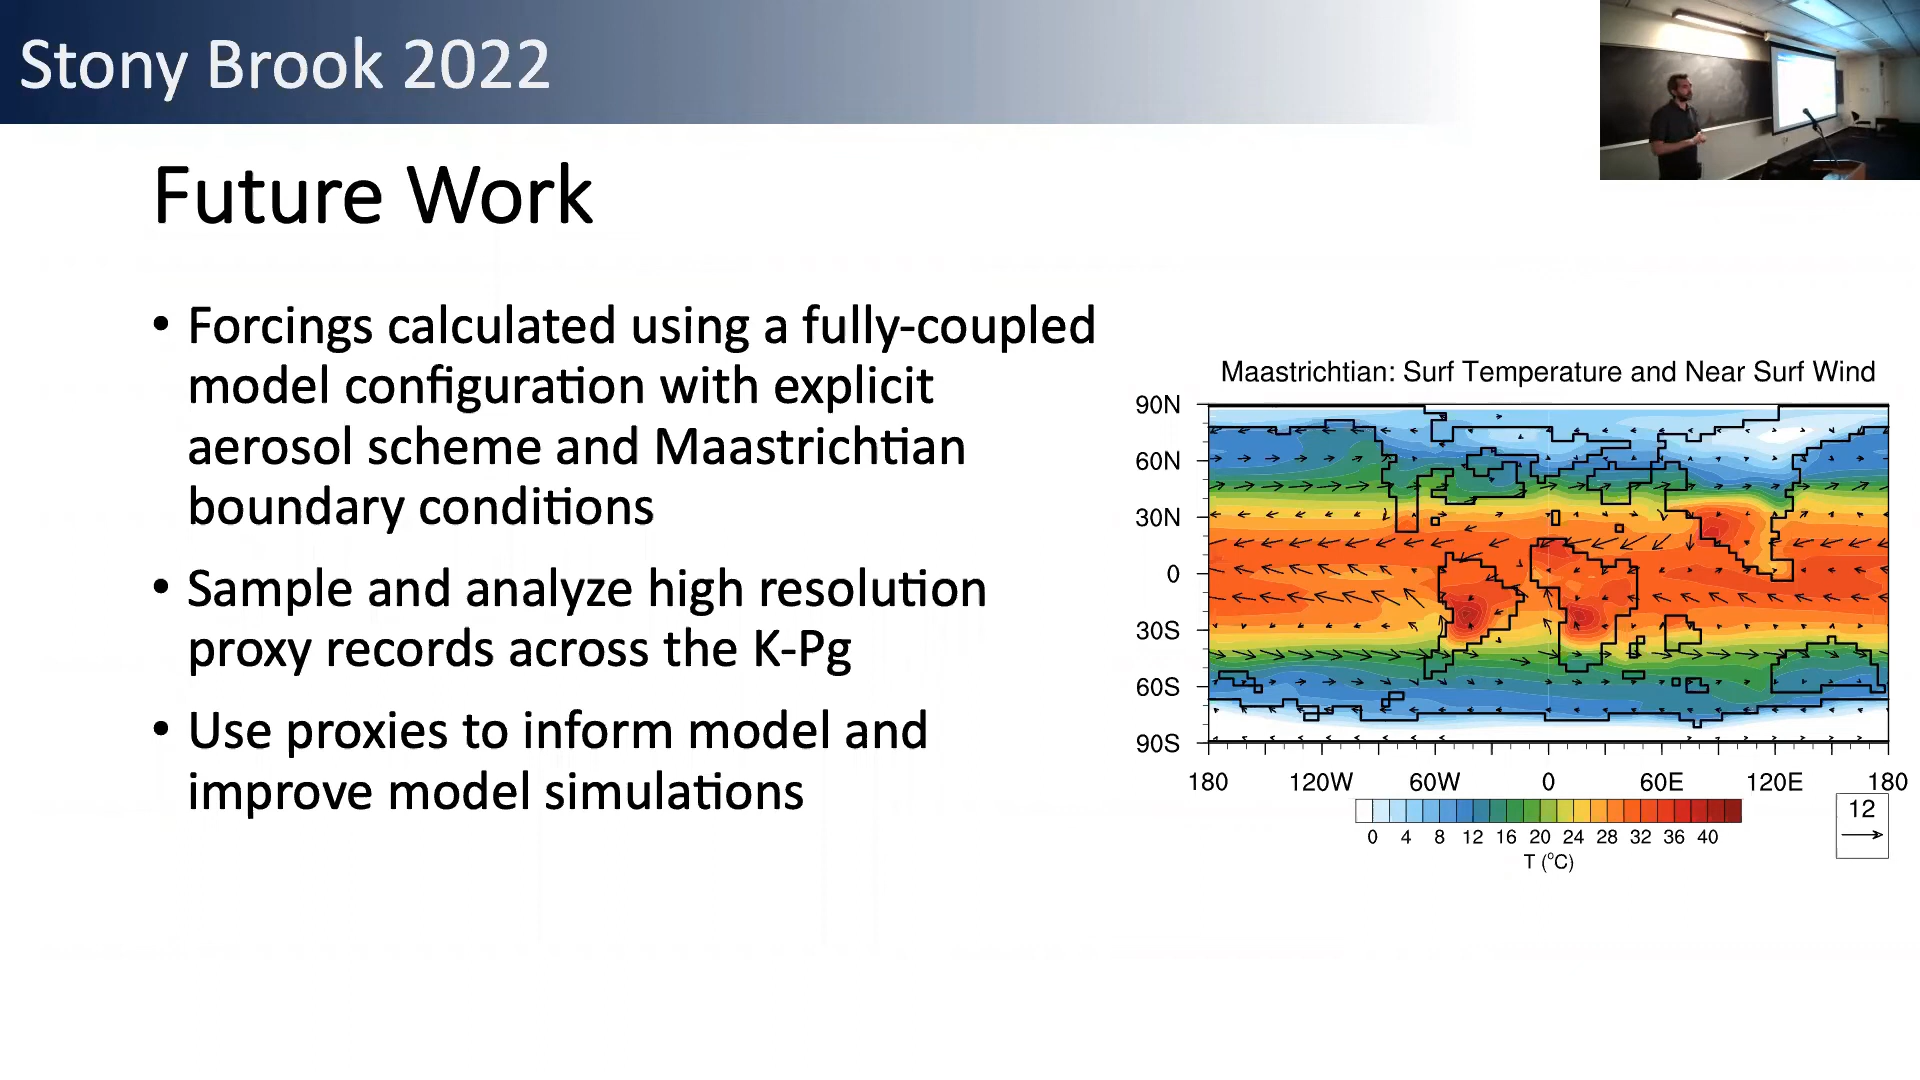 Stony Brook 2022
Future Work
• Forcings calculated using a fully-coupled
model configuration with explicit
aerosol scheme and Maastrichtian
boundary conditions
• Sample and analyze high resolution
proxy records across the K-Pg
• Use proxies to inform model and
improve model simulations
Maastrichtian: Surf Temperature and Near Surf Wind
90N
60N
30N
0
30S
60S
90S
180 120W 60W 0 60E 120E 180
12
0 4 8 12 16 20 24 28 32 36 40
T (°C)